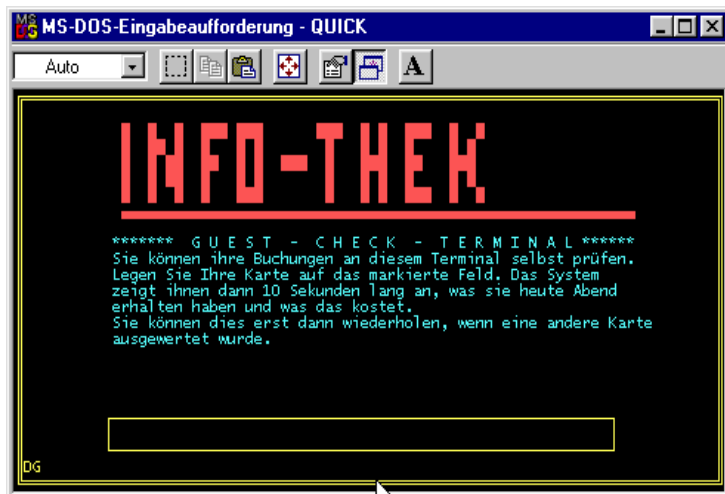 MS-DOS-Eingabeaufforderung - QUICK
Auto
A
INFO-THEK
******* G U E S T - C H E C K - T E R M I N A L ******
Sie können ihre Buchungen an diesem Terminal selbst prüfen.
Legen Sie Ihre Karte auf das markierte Feld. Das System
zeigt ihnen dann 10 Sekunden lang an, was sie heute Abend
erhalten haben und was das kostet.
Sie können dies erst dann wiederholen, wenn eine andere Karte
ausgewertet wurde.
DG